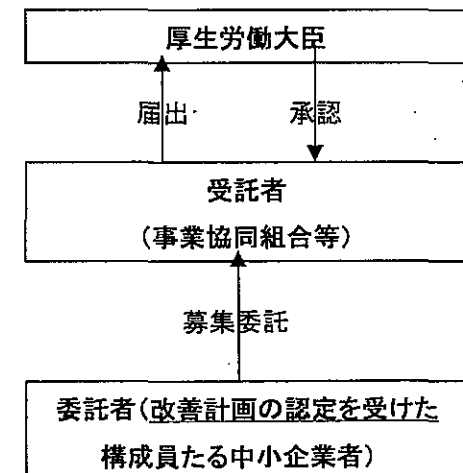 厚生労働大臣
届出 承認
受託者
（事業協同組合等）
募集委託
委託者（改善計画の認定を受けた
構成員たる中小企業者）